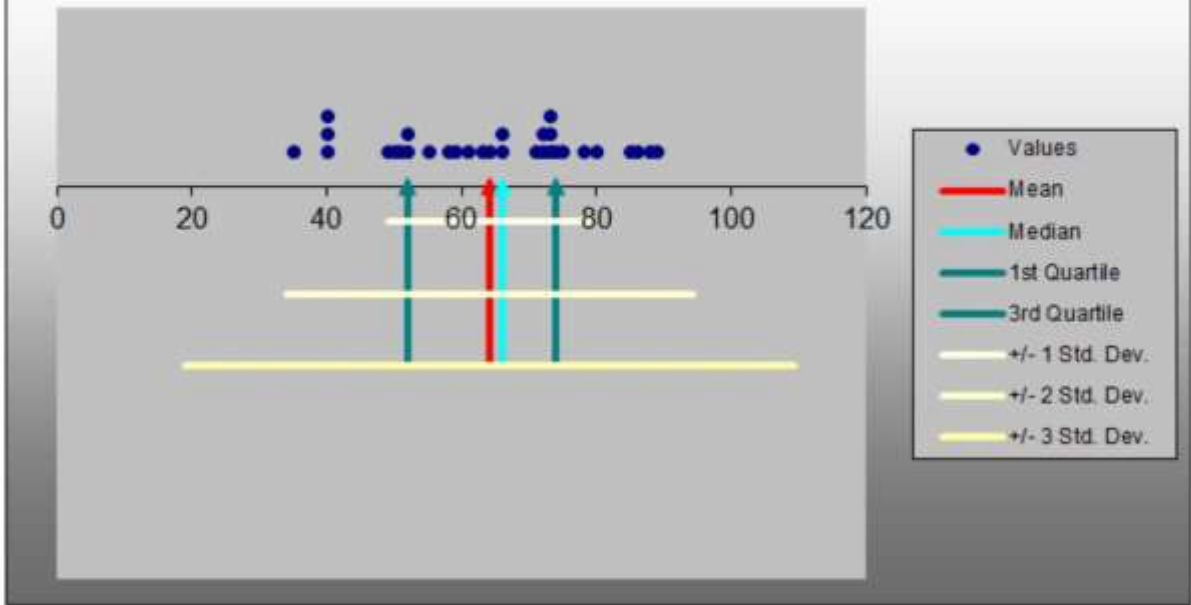 0 20 40 60 80 100 120
Values
Mean
Median
1st Quartile
3rd Quartile
+/- 1 Std. Dev.
+/- 2 Std. Dev.
+/- 3 Std. Dev.